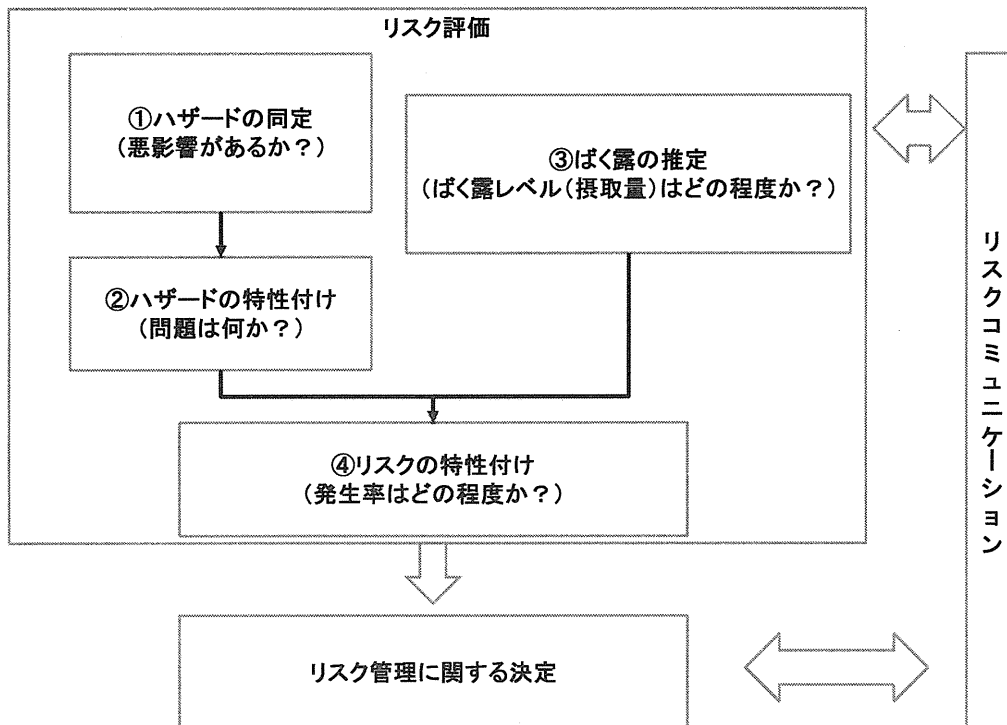 リスク評価
①ハザードの同定
(悪影響があるか?)
③ばく露の推定
(ばく露レベル(摂取量)はどの程度か?)
②ハザードの特性付け
(問題は何か?)
④リスクの特性付け
(発生率はどの程度か?)
リスク管理に関する決定
リスクコミュニケーション